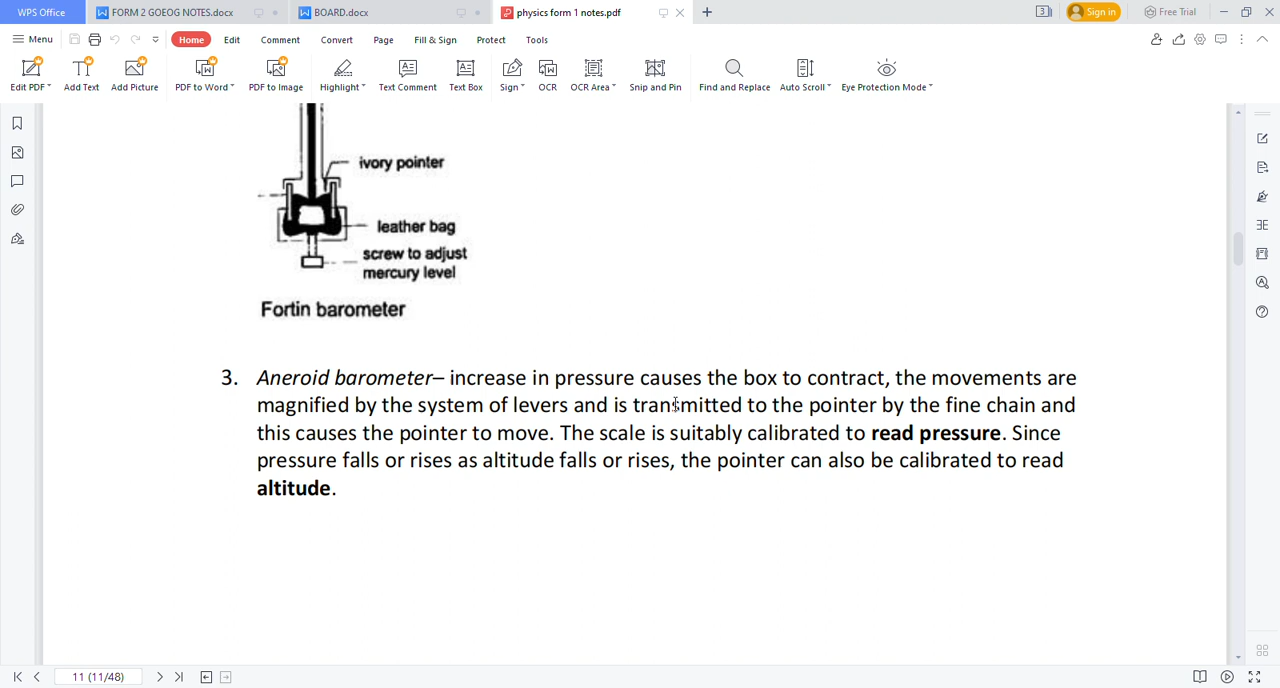 WPS Office
FORM 2 GOEOG NOTES.docx
BOARD.docx
physics form 1 notes.pdf
3
Sign in
Free Trial
Menu
Home
Edit
Comment
Convert
Page
Fill & Sign
Protect
Tools
Edit PDF
Add Text
Add Picture
PDF to Word
PDF to Image
Highlight
Text Comment
Text Box
Sign
OCR
OCR Area
Snip and Pin
Find and Replace
Auto Scroll
Eye Protection Mode
ivory pointer
leather bag
screw to adjust
mercury level
Fortin barometer
3. Aneroid barometer– increase in pressure causes the box to contract, the movements are
magnified by the system of levers and is transmitted to the pointer by the fine chain and
this causes the pointer to move. The scale is suitably calibrated to read pressure. Since
pressure falls or rises as altitude falls or rises, the pointer can also be calibrated to read
altitude.
11 (11/48)